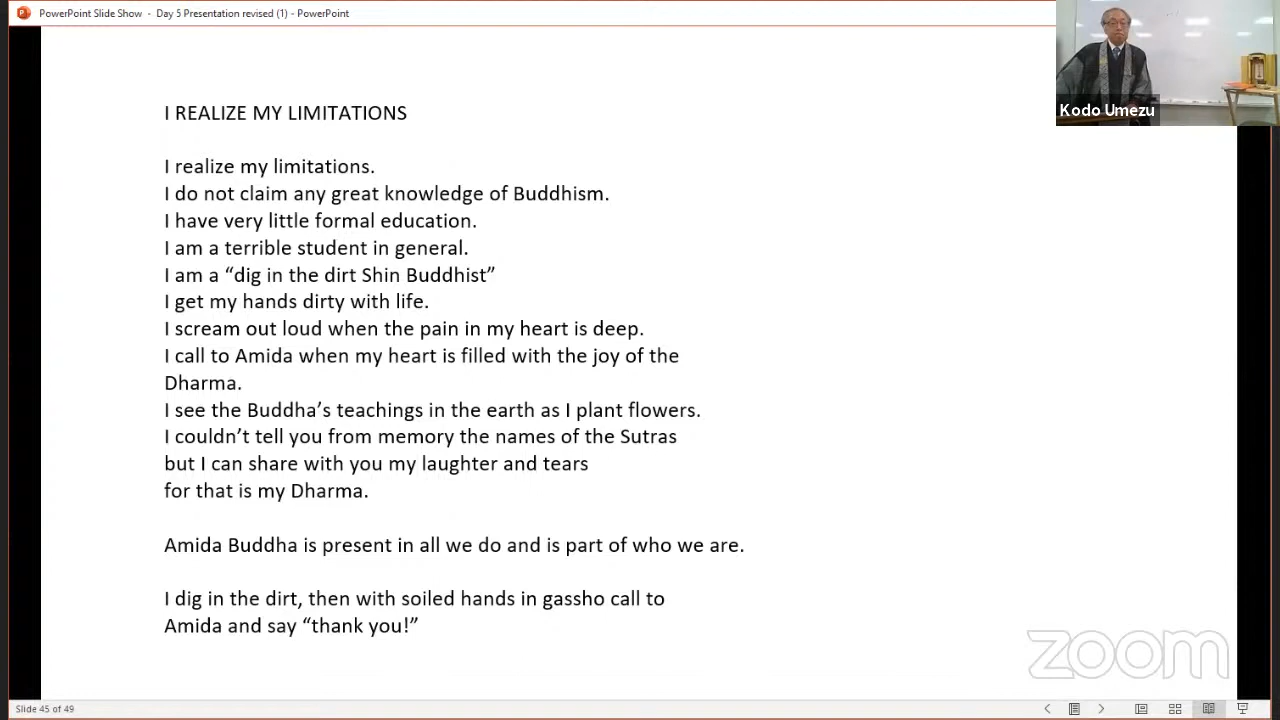 PowerPoint Slide Show - Day 5 Presentation revised (1) - PowerPoint
Kodo Umezu
I REALIZE MY LIMITATIONS
I realize my limitations.
I do not claim any great knowledge of Buddhism.
I have very little formal education.
I am a terrible student in general.
I am a “dig in the dirt Shin Buddhist”
I get my hands dirty with life.
I scream out loud when the pain in my heart is deep.
I call to Amida when my heart is filled with the joy of the
Dharma.
I see the Buddha’s teachings in the earth as I plant flowers.
I couldn’t tell you from memory the names of the Sutras
but I can share with you my laughter and tears
for that is my Dharma.
Amida Buddha is present in all we do and is part of who we are.
I dig in the dirt, then with soiled hands in gassho call to
Amida and say “thank you!”
zoom
Slide 45 of 49